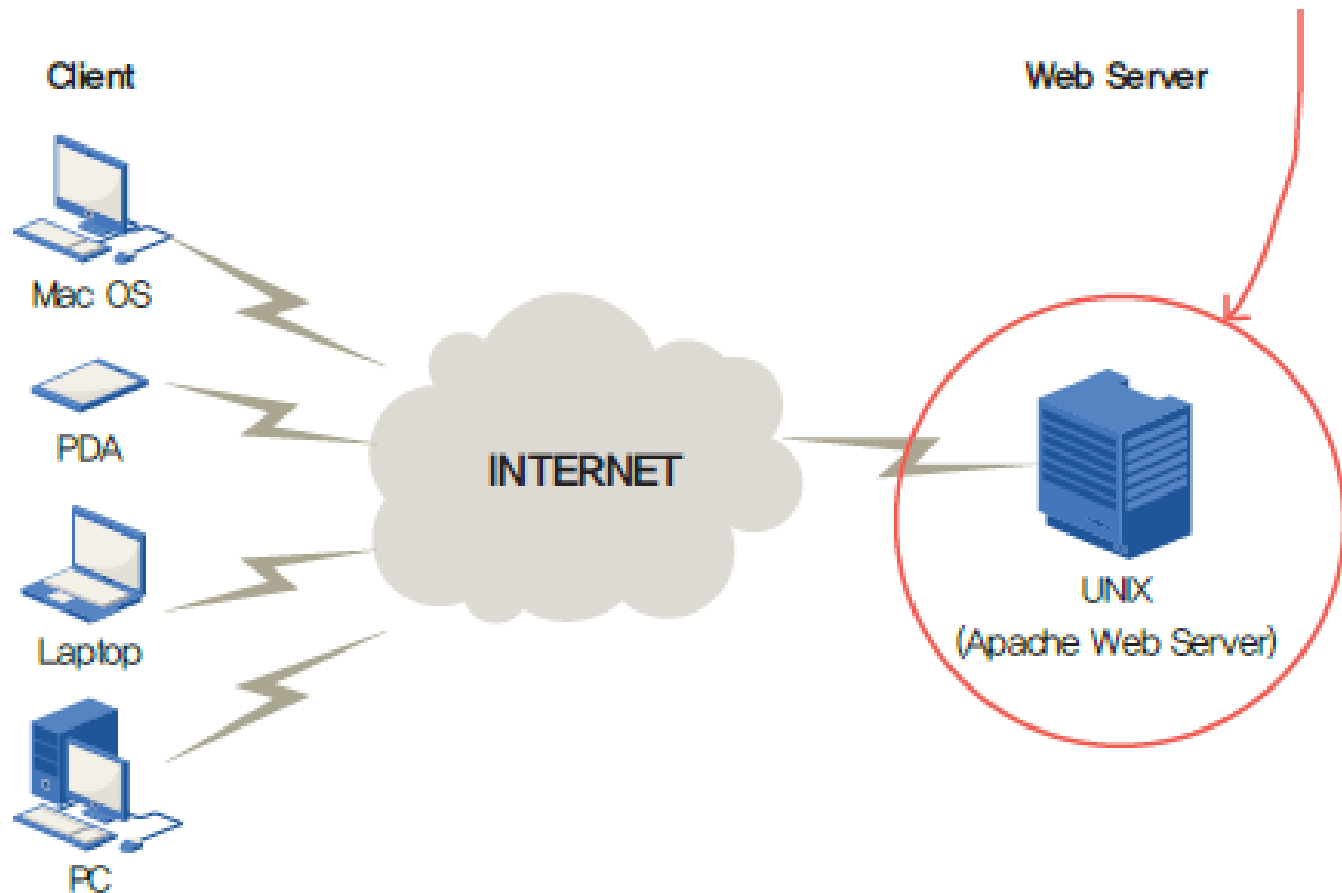 Client
Web Server
Mac OS
PDA
INTERNET
Laptop
UNIX
(Apache Web Server)
PC